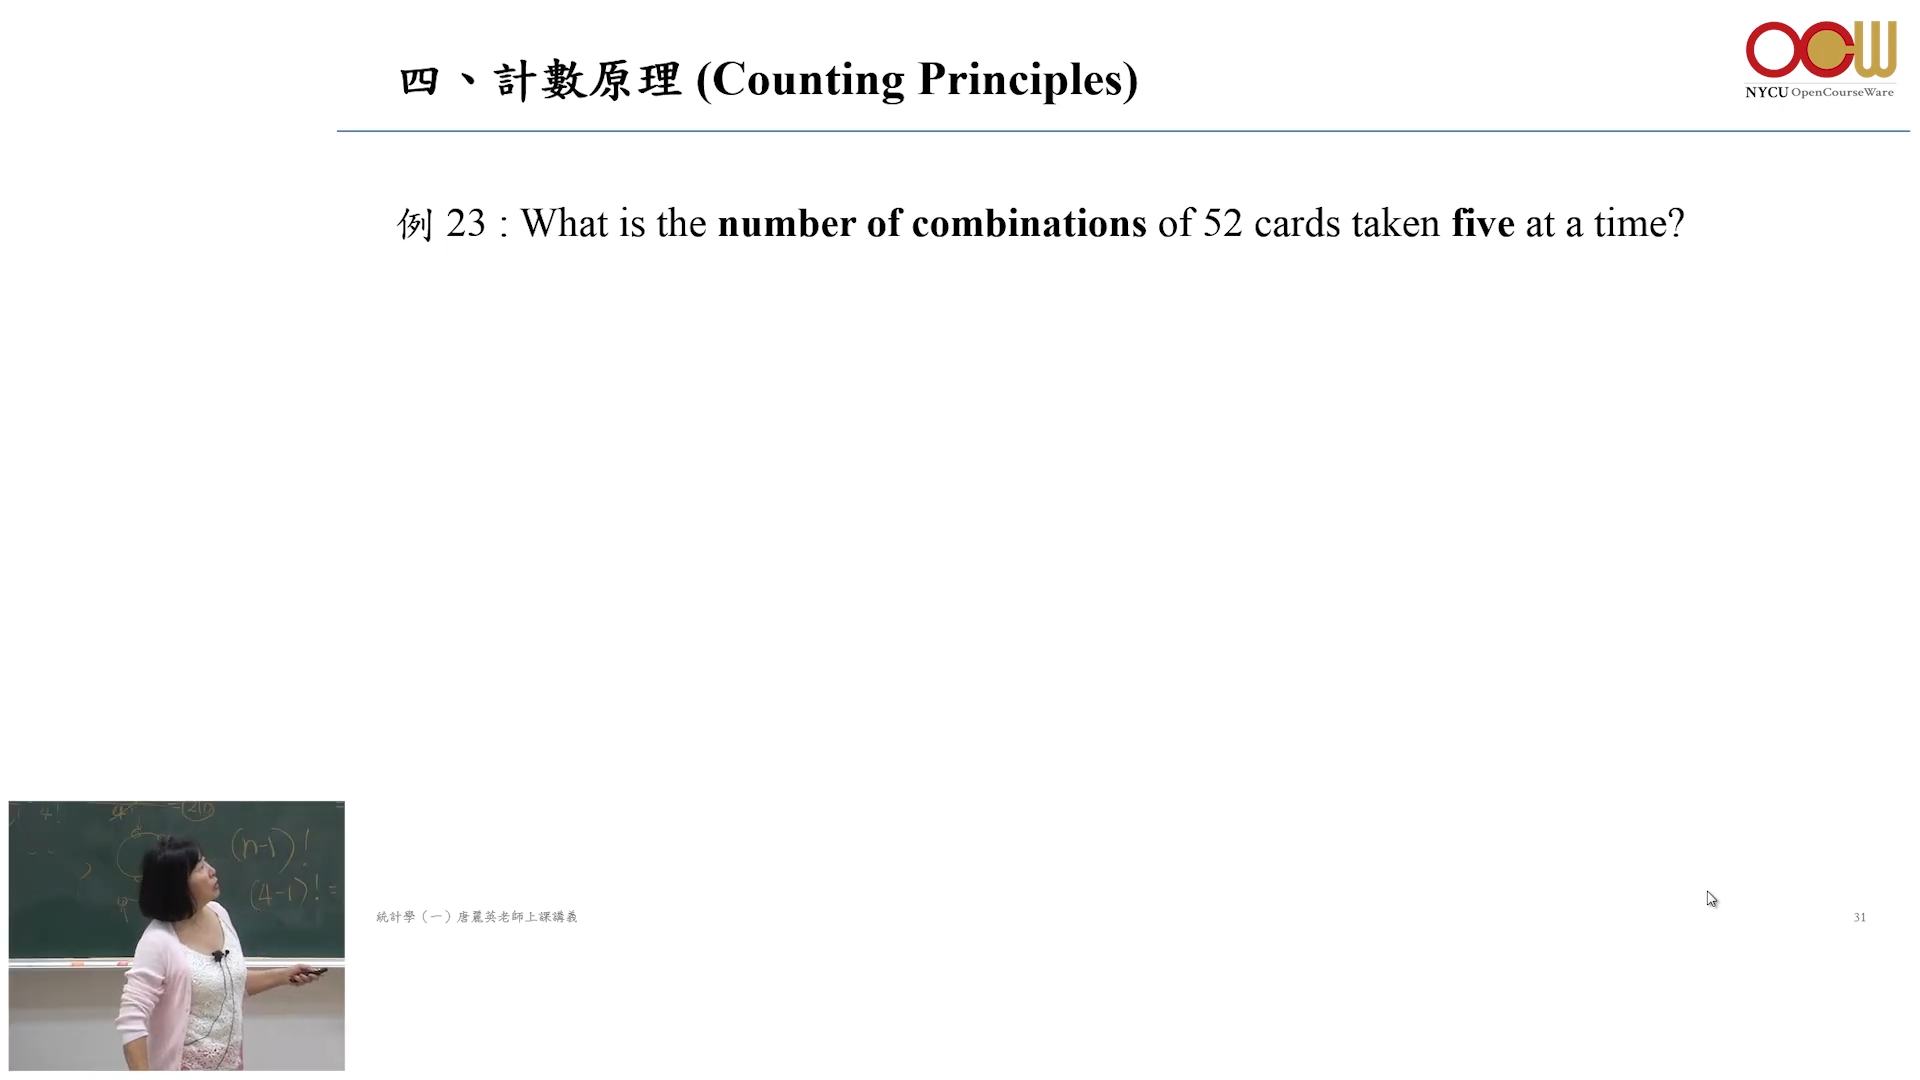 四、計數原理 (Counting Principles)
OCW
NYCU OpenCourseWare
例 23 : What is the number of combinations of 52 cards taken five at a time?
4!
(n-1)!
(4-1)! =
統計學（一）唐麗英老師上課講義
31